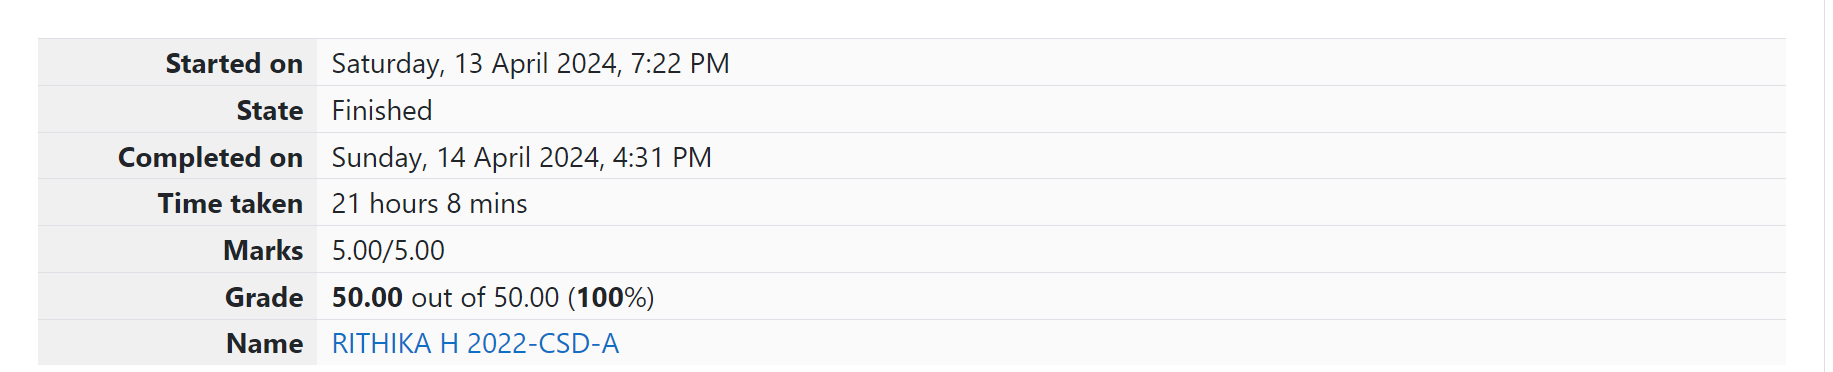 Started on Saturday, 13 April 2024, 7:22 PM
State Finished
Completed on Sunday, 14 April 2024, 4:31 PM
Time taken 21 hours 8 mins
Marks 5.00/5.00
Grade 50.00 out of 50.00 (100%)
Name RITHIKA H 2022-CSD-A